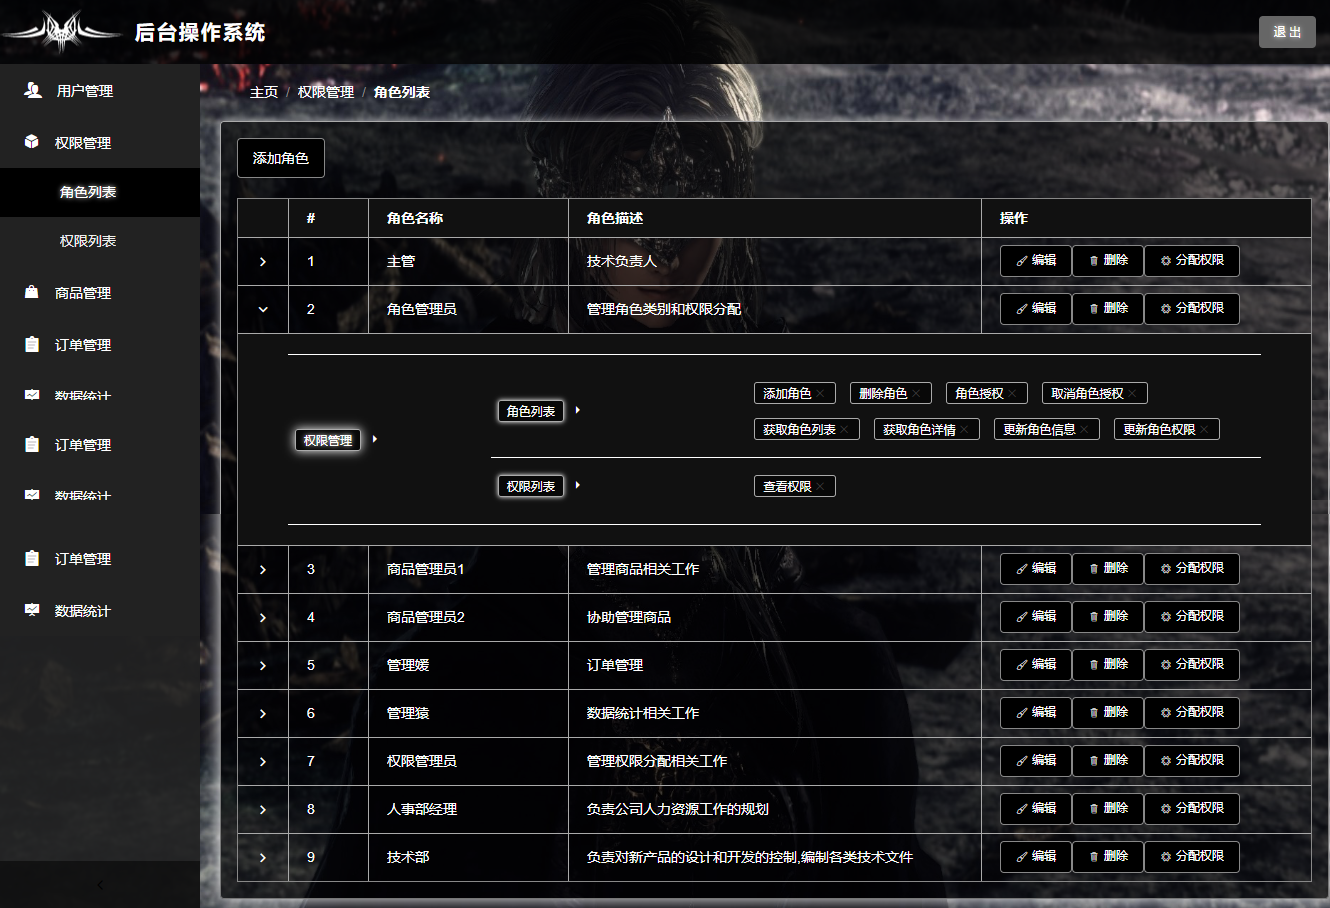 后台操作系统
退出
用户管理
权限管理
角色列表
权限列表
商品管理
订单管理
数据统计
订单管理
数据统计
订单管理
数据统计
主页 / 权限管理 / 角色列表
添加角色
# 角色名称 角色描述 操作
1 主管 技术负责人 编辑 删除 分配权限
2 角色管理员 管理角色类别和权限分配 编辑 删除 分配权限
权限管理
角色列表
添加角色 删除角色 角色授权 取消角色授权
获取角色列表 获取角色详情 更新角色信息 更新角色权限
权限列表 查看权限
3 商品管理员1 管理商品相关工作 编辑 删除 分配权限
4 商品管理员2 协助管理商品 编辑 删除 分配权限
5 管理媛 订单管理 编辑 删除 分配权限
6 管理猿 数据统计相关工作 编辑 删除 分配权限
7 权限管理员 管理权限分配相关工作 编辑 删除 分配权限
8 人事部经理 负责公司人力资源工作的规划 编辑 删除 分配权限
9 技术部 负责对新产品的设计和开发的控制,编制各类技术文件 编辑 删除 分配权限